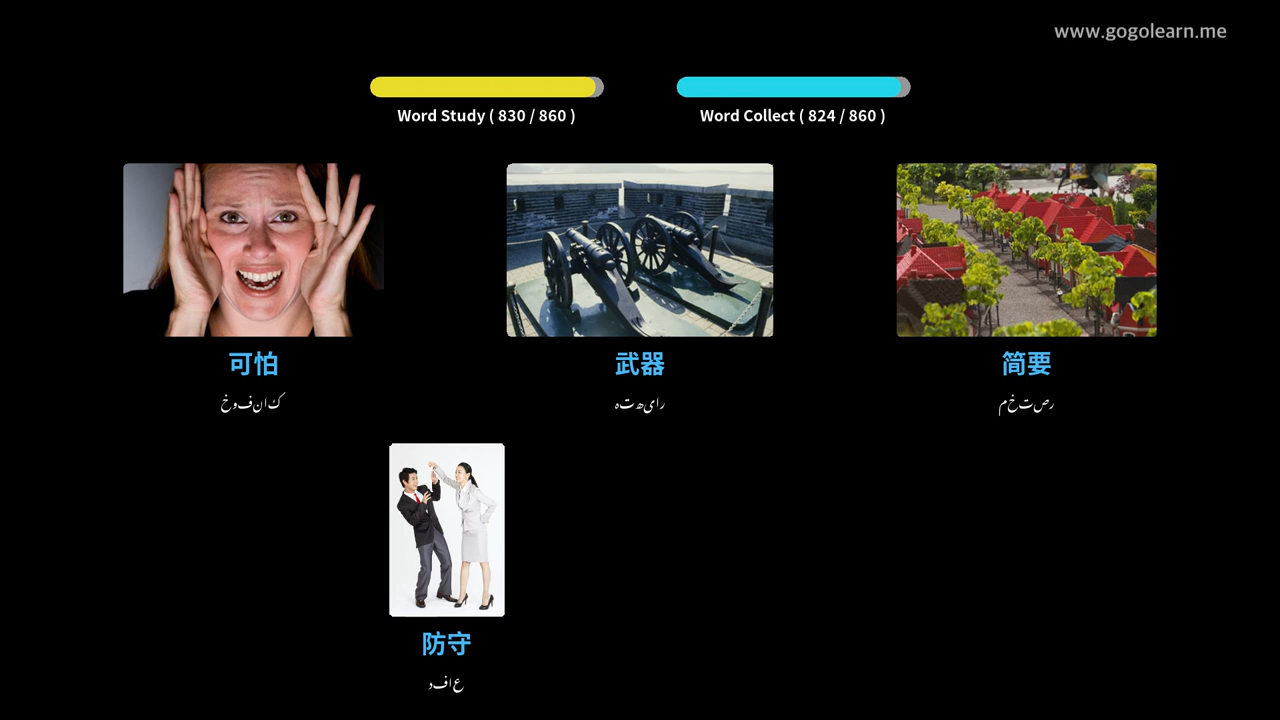 www.gogolearn.me
Word Study ( 830 / 860 )
Word Collect ( 824 / 860 )
可怕
武器
简要
خوفناک
ہتھیار
مختصر
防守
دفاع